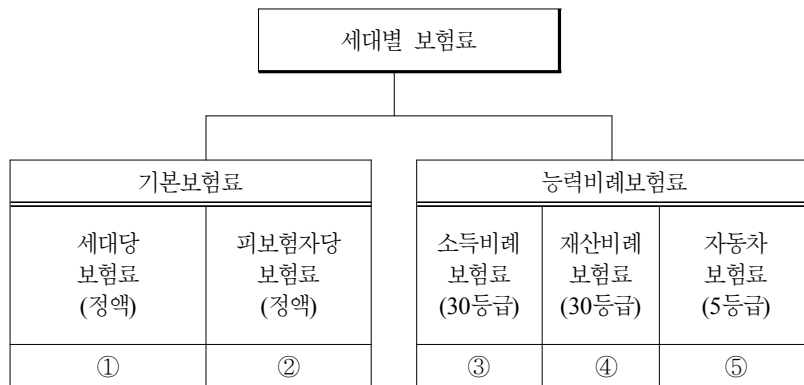 세대별 보험료
기본보험료
능력비례보험료
세대당
보험료
(정액)
피보험자당
보험료
(정액)
소득비례
보험료
(30등급)
재산비례
보험료
(30등급)
자동차
보험료
(5등급)
①
②
③
④
⑤